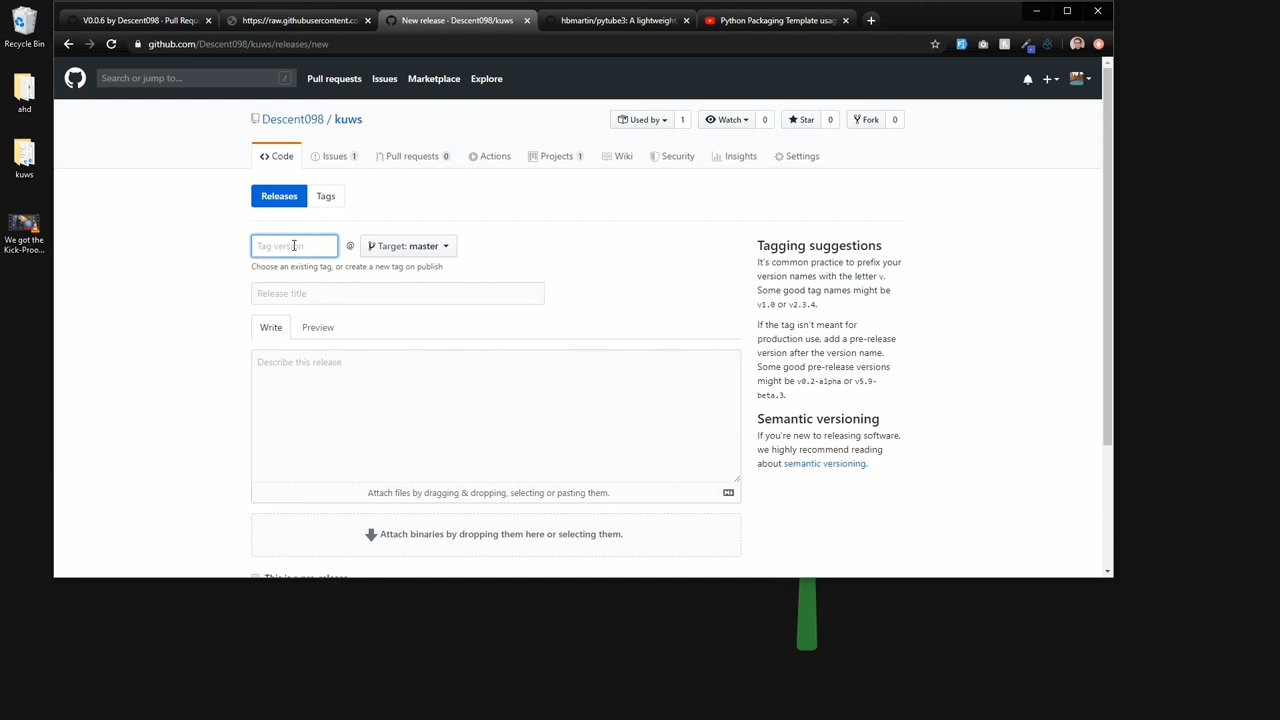 Recycle Bin
ahd
kuws
We got the
Kick-Proo...
V0.0.6 by Descent098 · Pull Requ
https://raw.githubusercontent.co
New release · Descent098/kuws
hbmartin/pytube3: A lightweight
Python Packaging Template usag
github.com/Descent098/kuws/releases/new
Search or jump to...
/
Pull requests
Issues
Marketplace
Explore
Descent098 / kuws
Used by
1
Watch
0
Star
0
Fork
0
Code
Issues 1
Pull requests 0
Actions
Projects 1
Wiki
Security
Insights
Settings
Releases
Tags
Tag version
@
Target: master
Choose an existing tag, or create a new tag on publish
Release title
Write
Preview
Describe this release
Attach files by dragging & dropping, selecting or pasting them.
Attach binaries by dropping them here or selecting them.
This is a pre-release
Tagging suggestions
It's common practice to prefix your
version names with the letter v.
Some good tag names might be
v1.0 or v2.3.4.
If the tag isn't meant for
production use, add a pre-release
version after the version name.
Some good pre-release versions
might be v0.2-alpha or v5.9-
beta.3.
Semantic versioning
If you're new to releasing software,
we highly recommend reading
about semantic versioning.